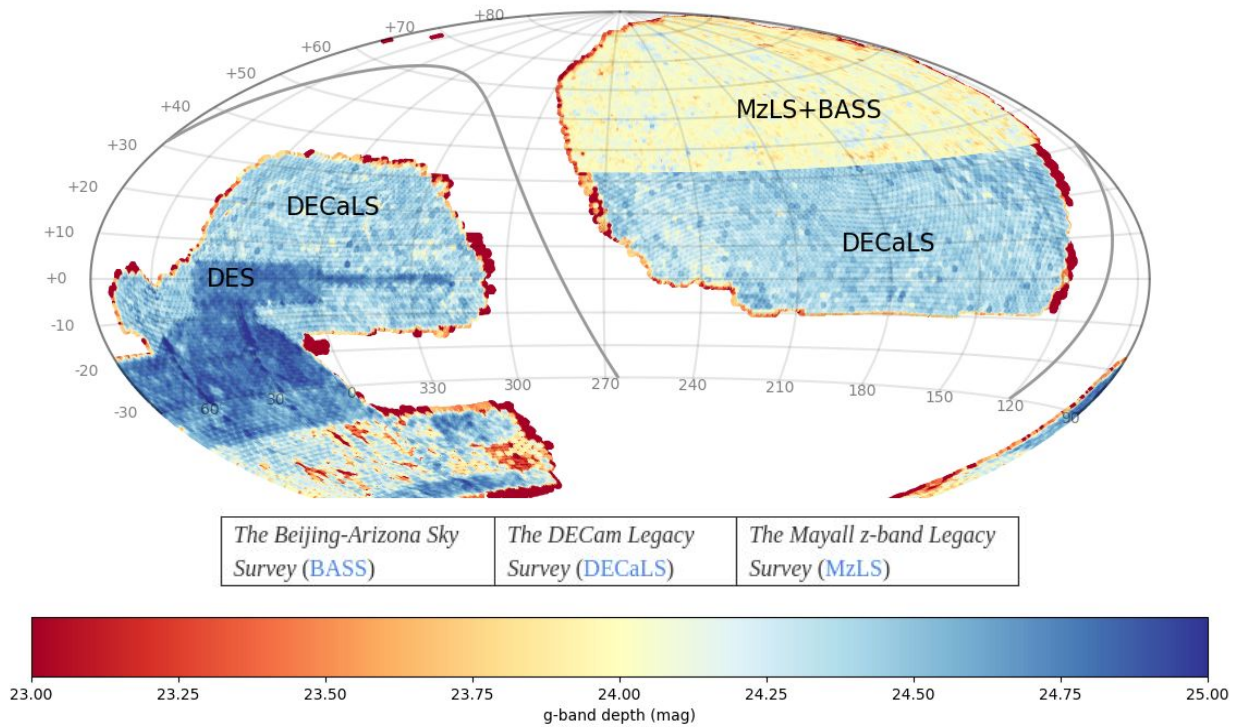 +80
+70
+60
+50
+40
+30
+20
+10
+0
-10
-20
-30
MzLS+BASS
DECaLS
DECaLS
DES
60
30
0
330
300
270
240
210
180
150
120
90
The Beijing-Arizona Sky
Survey (BASS)
The DECam Legacy
Survey (DECaLS)
The Mayall z-band Legacy
Survey (MzLS)
23.00 23.25 23.50 23.75 24.00 24.25 24.50 24.75 25.00
g-band depth (mag)